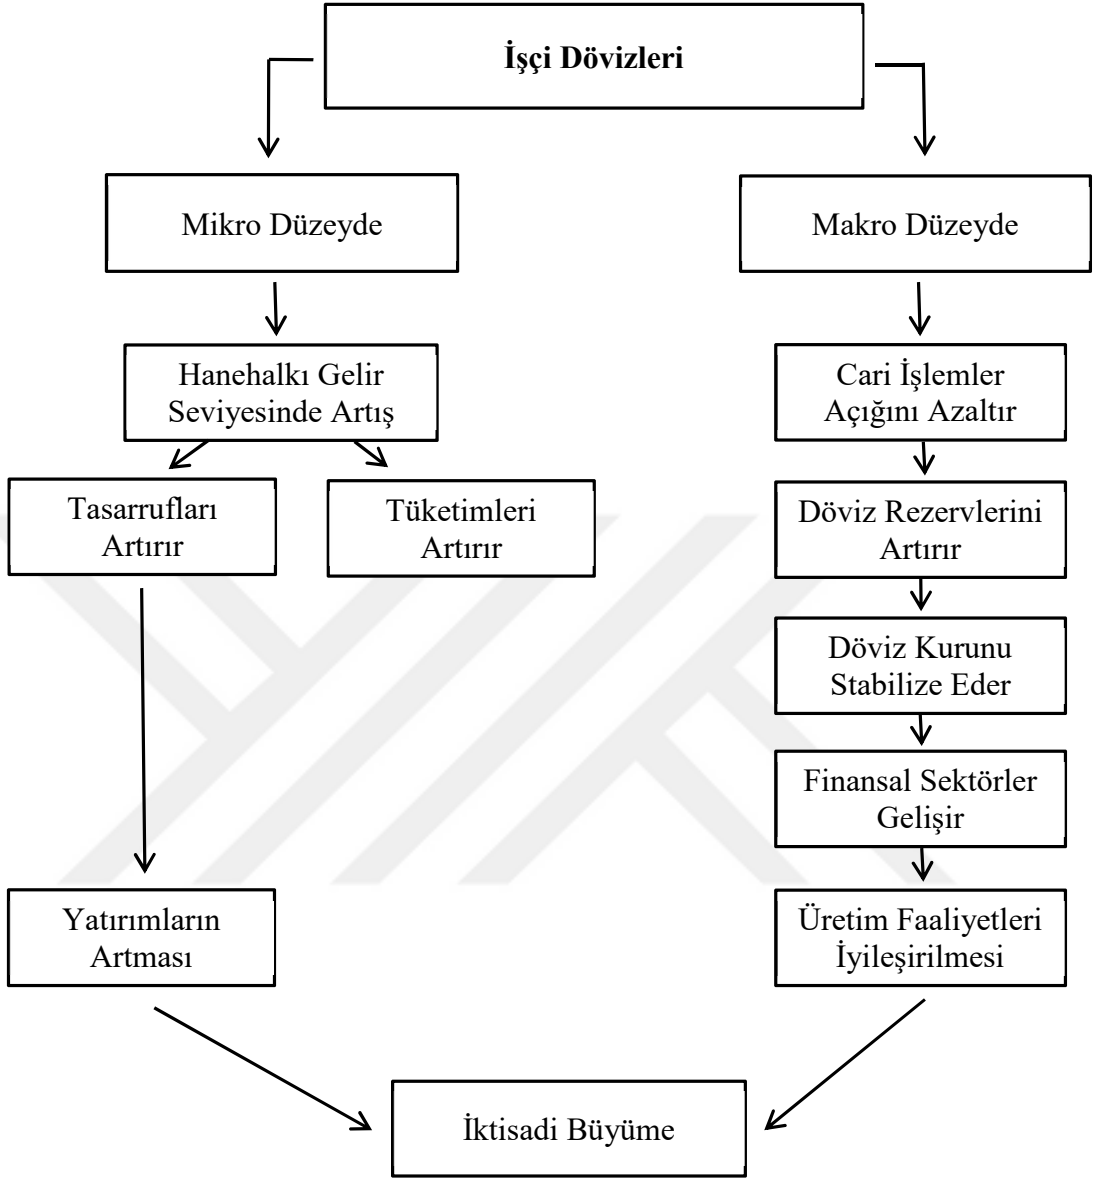 İşçi Dövizleri
Mikro Düzeyde
Makro Düzeyde
Hanehalkı Gelir
Seviyesinde Artış
Cari İşlemler
Açığını Azaltır
Tasarrufları
Artırır
Tüketimleri
Artırır
Döviz Rezervlerini
Artırır
Döviz Kurunu
Stabilize Eder
Finansal Sektörler
Gelişir
Yatırımların
Artması
Üretim Faaliyetleri
İyileşirilmesi
İktisadi Büyüme